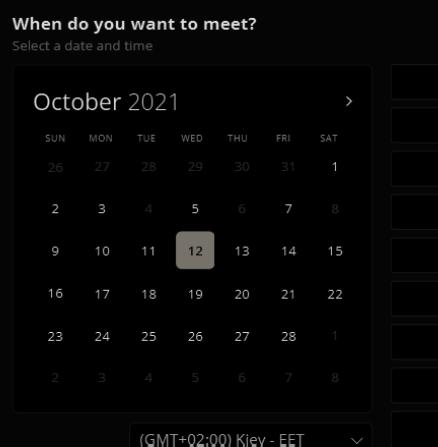 When do you want to meet?
Select a date and time
October 2021
SUN MON TUE WED THU FRI SAT
26 27 28 29 30 31 1
2 3 4 5 6 7 8
9 10 11 12 13 14 15
16 17 18 19 20 21 22
23 24 25 26 27 28 1
2 3 4 5 6 7 8
(GMT+02:00) Kiev - EET